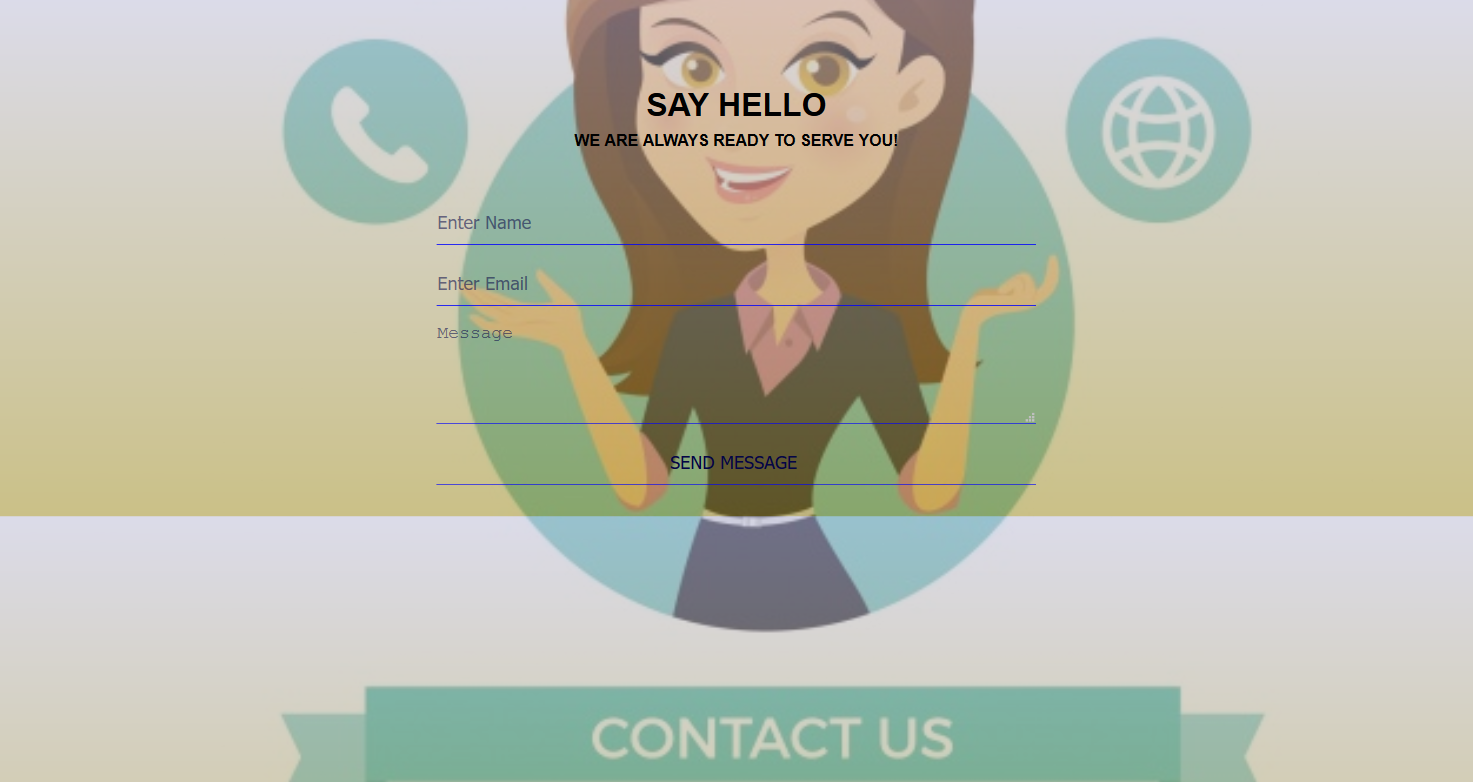 SAY HELLO
WE ARE ALWAYS READY TO SERVE YOU!
Enter Name
Enter Email
Message
SEND MESSAGE
CONTACT US